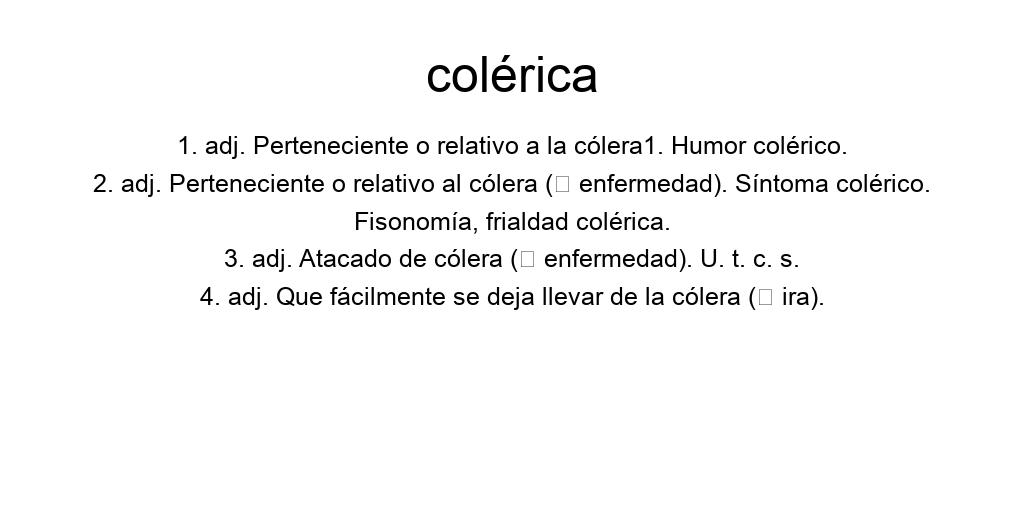 colérica
1. adj. Perteneciente o relativo a la cólera1. Humor colérico.
2. adj. Perteneciente o relativo al cólera (□ enfermedad). Síntoma colérico.
Fisonomía, frialdad colérica.
3. adj. Atacado de cólera (□ enfermedad). U. t. c. s.
4. adj. Que fácilmente se deja llevar de la cólera (□ ira).